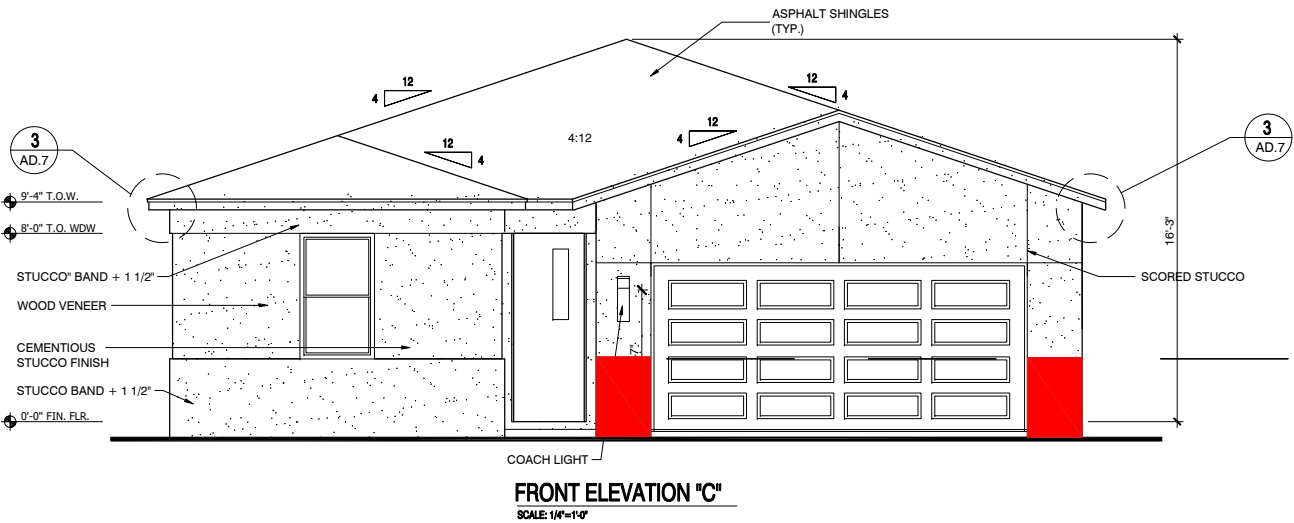 ASPHALT SHINGLES
(TYP.)
12
4
12
4
12
4
12
4
4:12
3
AD.7
3
AD.7
9'-4" T.O.W.
8'-0" T.O. WDW
16'-3"
STUCCO" BAND + 1 1/2"
SCORED STUCCO
WOOD VENEER
CEMENTIOUS
STUCCO FINISH
7"
STUCCO BAND + 1 1/2"
0'-0" FIN. FLR.
COACH LIGHT
FRONT ELEVATION "C"
SCALE: 1/4"=1'-0"